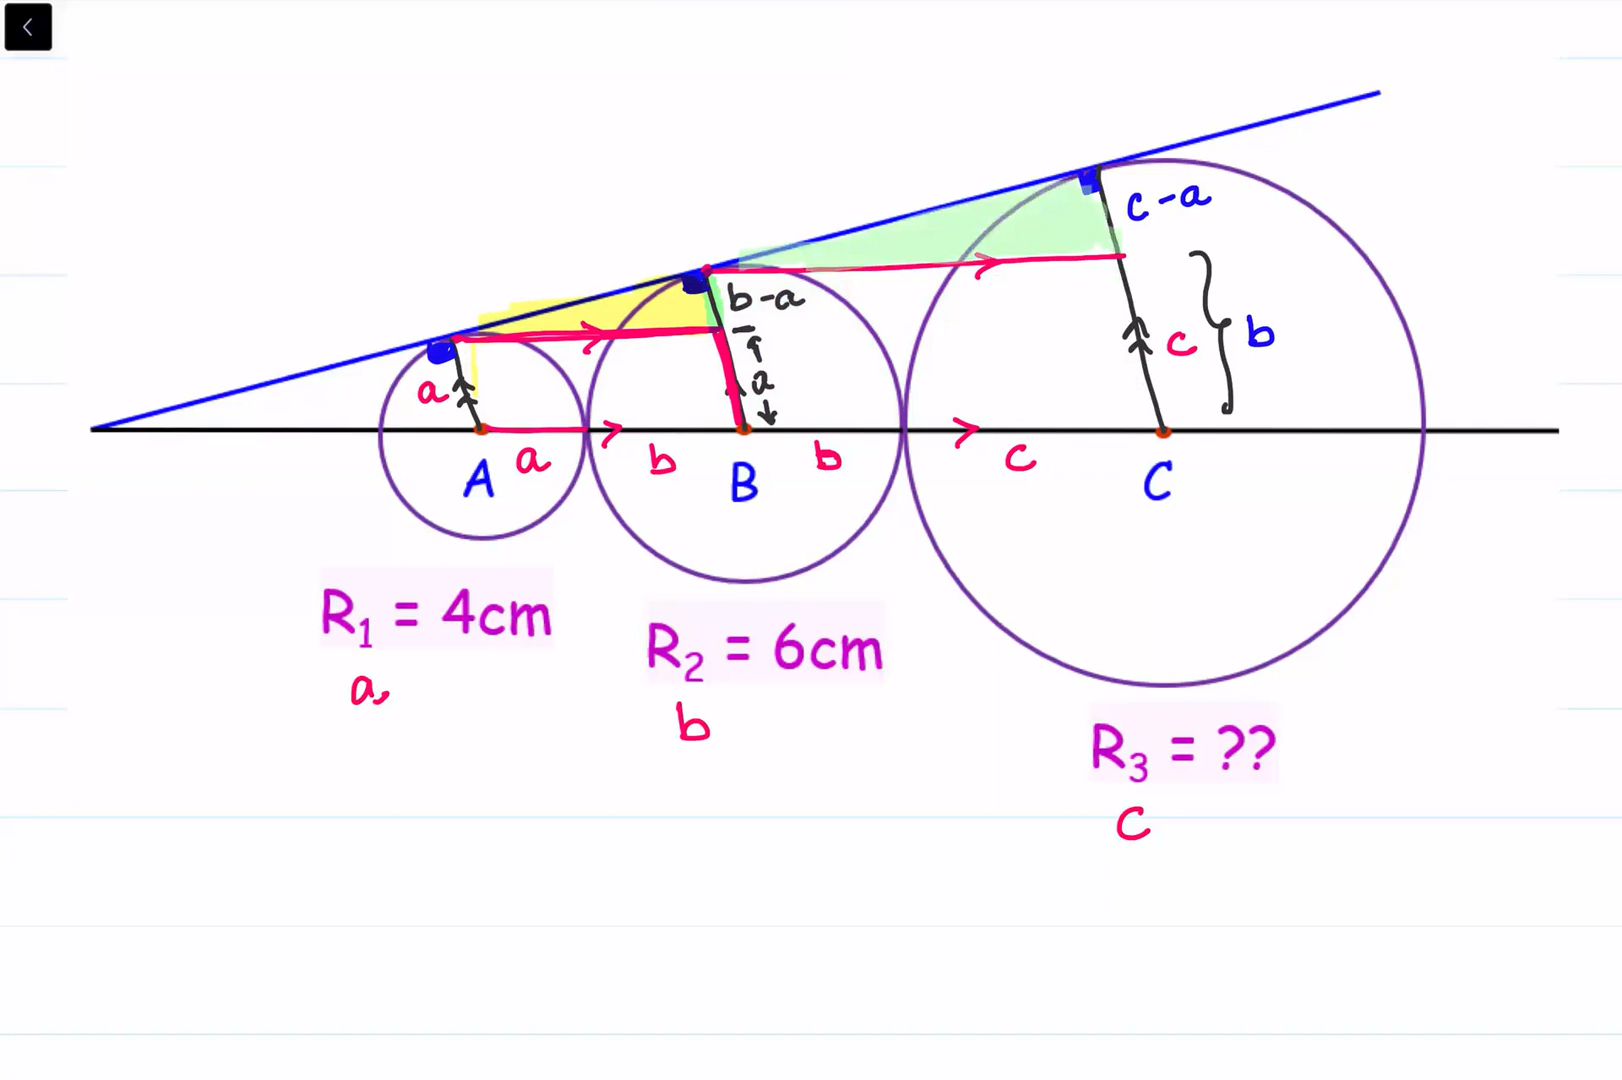 c-a
b-a
a
a
c
b
a
b
b
c
A
B
C
R₁ = 4cm
a,
R₂ = 6cm
b
R₃ = ??
c